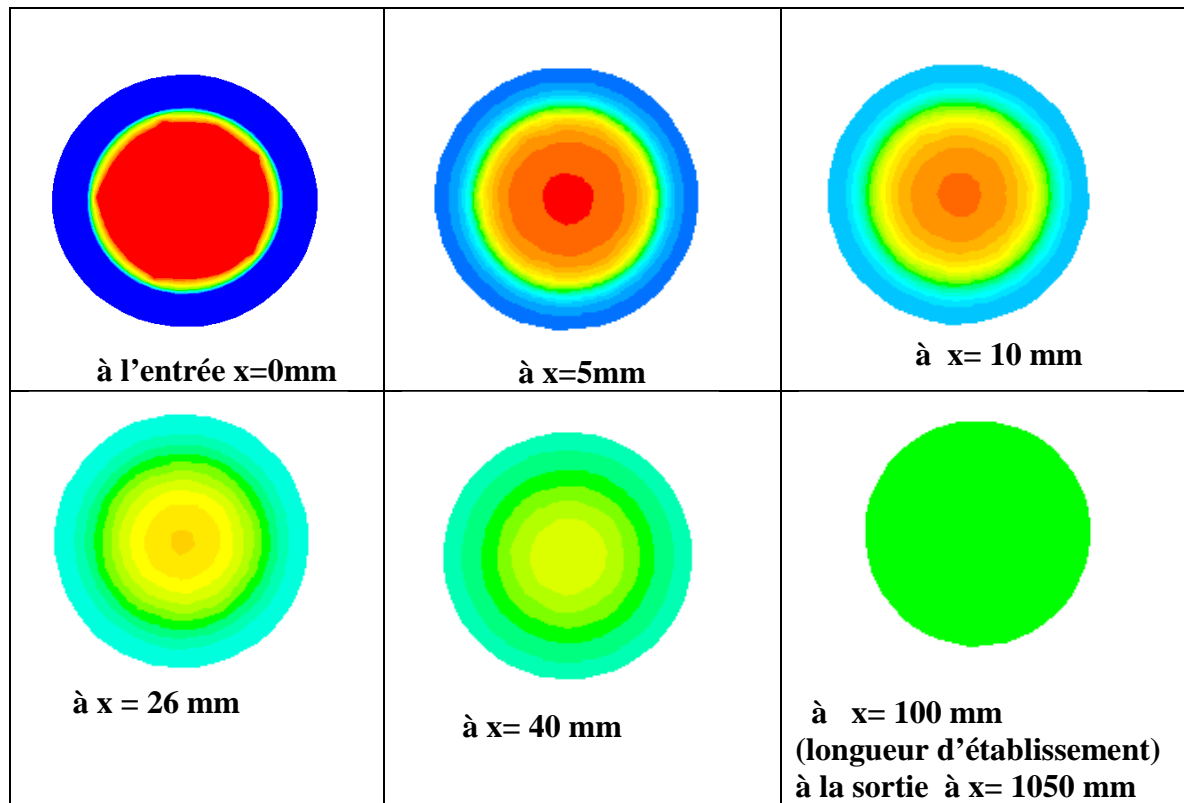 à l’entrée x=0mm
à x=5mm
à x= 10 mm
à x = 26 mm
à x= 40 mm
à x= 100 mm
(longueur d’établissement)
à la sortie à x= 1050 mm